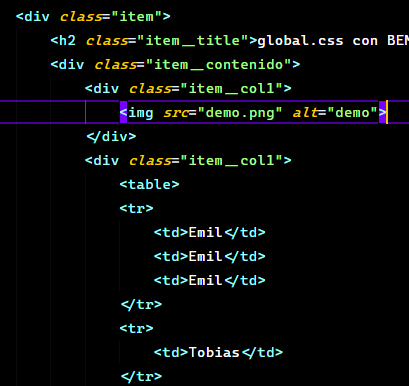 <div class="item">
<h2 class="item__title">global.css con BEM
<div class="item__contenido">
<div class="item__col1">
<img src="demo.png" alt="demo">
</div>
<div class="item__col1">
<table>
<tr>
<td>Emil</td>
<td>Emil</td>
<td>Emil</td>
</tr>
<tr>
<td>Tobias</td>
</tr>